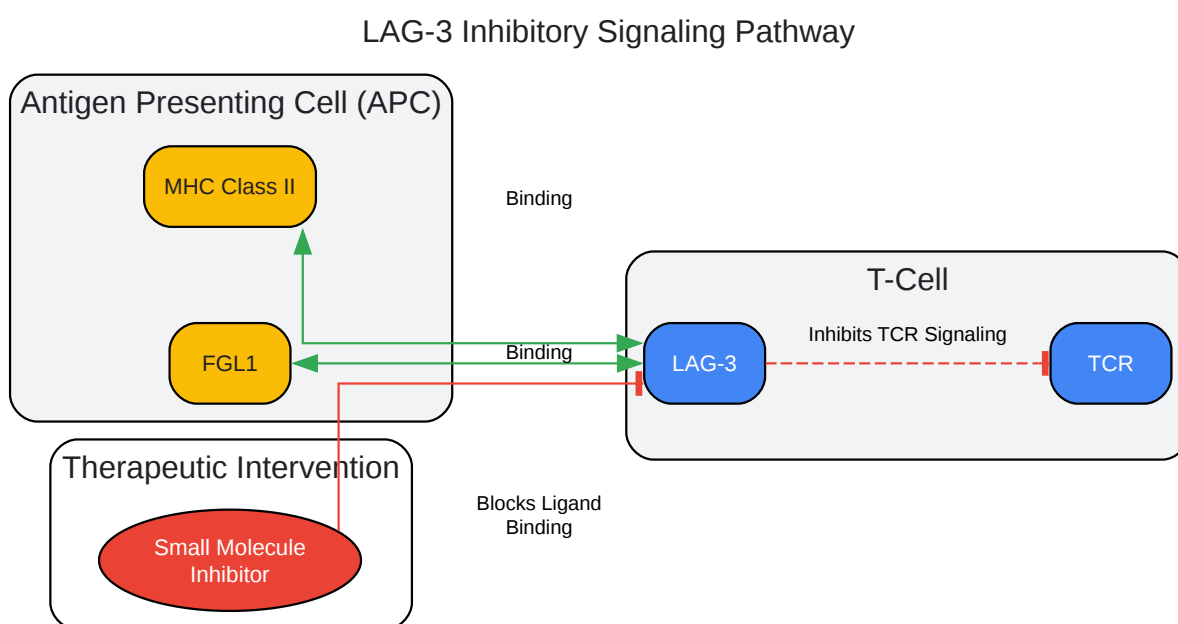 LAG-3 Inhibitory Signaling Pathway
Antigen Presenting Cell (APC)
MHC Class II
Binding
T-Cell
Inhibits TCR Signaling
FGL1
Binding
LAG-3
TCR
Therapeutic Intervention
Blocks Ligand
Binding
Small Molecule
Inhibitor